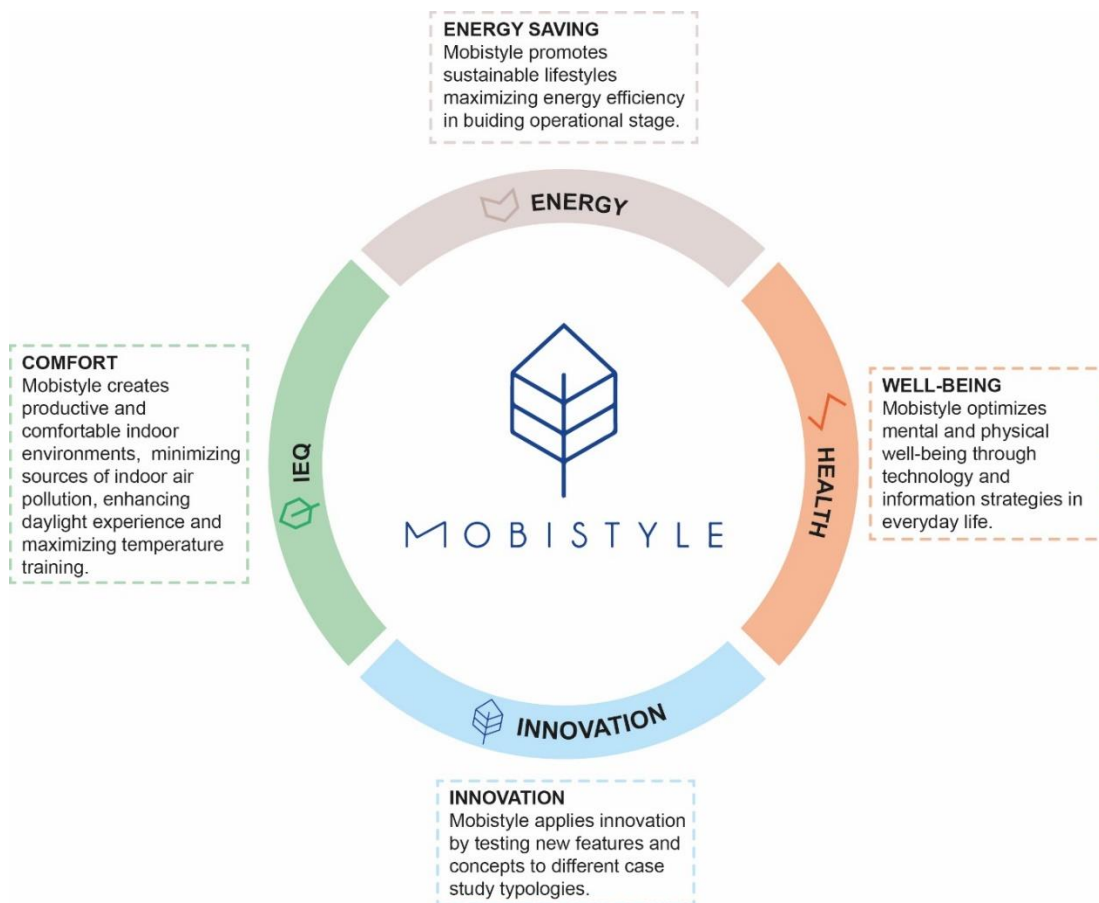 ENERGY SAVING
Mobistyle promotes
sustainable lifestyles
maximizing energy efficiency
in buiding operational stage.
ENERGY
COMFORT
Mobistyle creates
productive and
comfortable indoor
environments, minimizing
sources of indoor air
pollution, enhancing
daylight experience and
maximizing temperature
training.
IEQ
MOBISTYLE
HEALTH
WELL-BEING
Mobistyle optimizes
mental and physical
well-being through
technology and
information strategies in
everyday life.
INNOVATION
INNOVATION
Mobistyle applies innovation
by testing new features and
concepts to different case
study typologies.